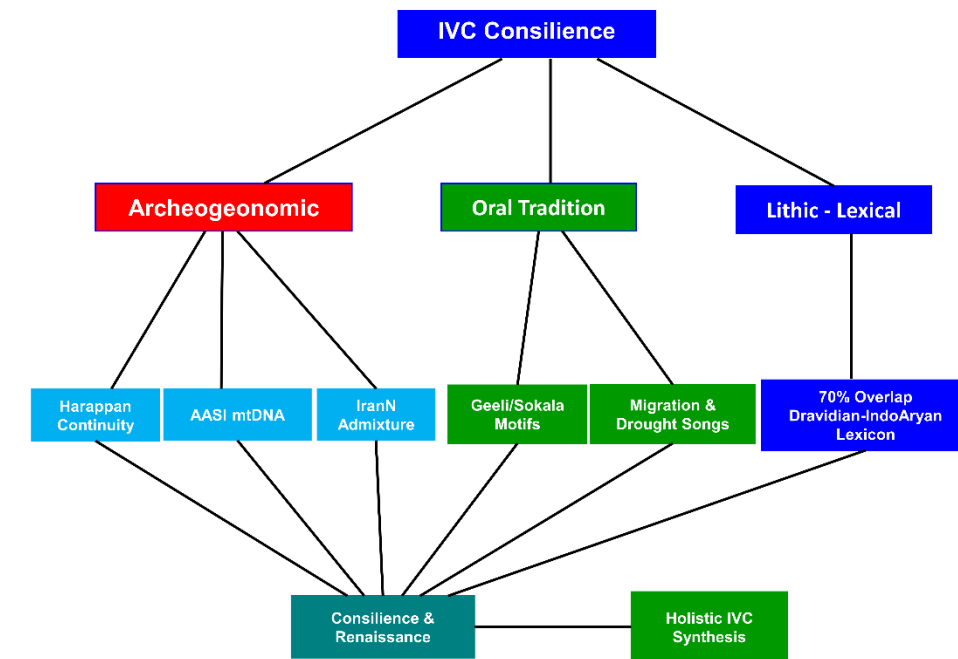 IVC Consilience
Archeogeonomic
Oral Tradition
Lithic - Lexical
Harappan
Continuity
AASI mtDNA
IranN
Admixture
Geeli/Sokala
Motifs
Migration &
Drought Songs
70% Overlap
Dravidian-IndoAryan
Lexicon
Consilience &
Renaissance
Holistic IVC
Synthesis